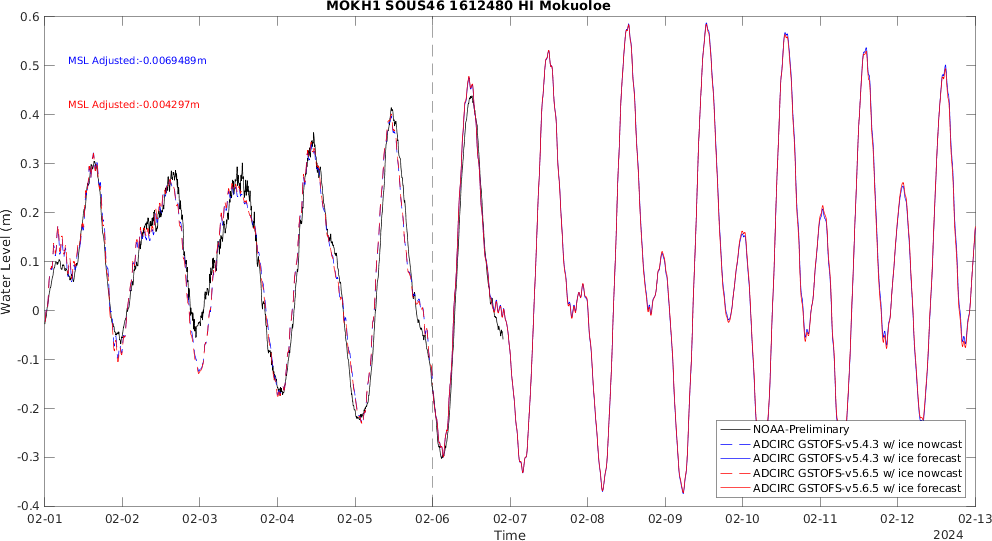 MOKH1 SOUS46 1612480 HI Mokuoloe
MSL Adjusted:-0.0069489m
MSL Adjusted:-0.004297m
Water Level (m)
0.6
0.5
0.4
0.3
0.2
0.1
0
-0.1
-0.2
-0.3
-0.4
NOAA-Preliminary
ADCIRC GSTOFS-v5.4.3 w/ ice nowcast
ADCIRC GSTOFS-v5.4.3 w/ ice forecast
ADCIRC GSTOFS-v5.6.5 w/ ice nowcast
ADCIRC GSTOFS-v5.6.5 w/ ice forecast
02-01 02-02 02-03 02-04 02-05 02-06 02-07 02-08 02-09 02-10 02-11 02-12 02-13
Time
2024